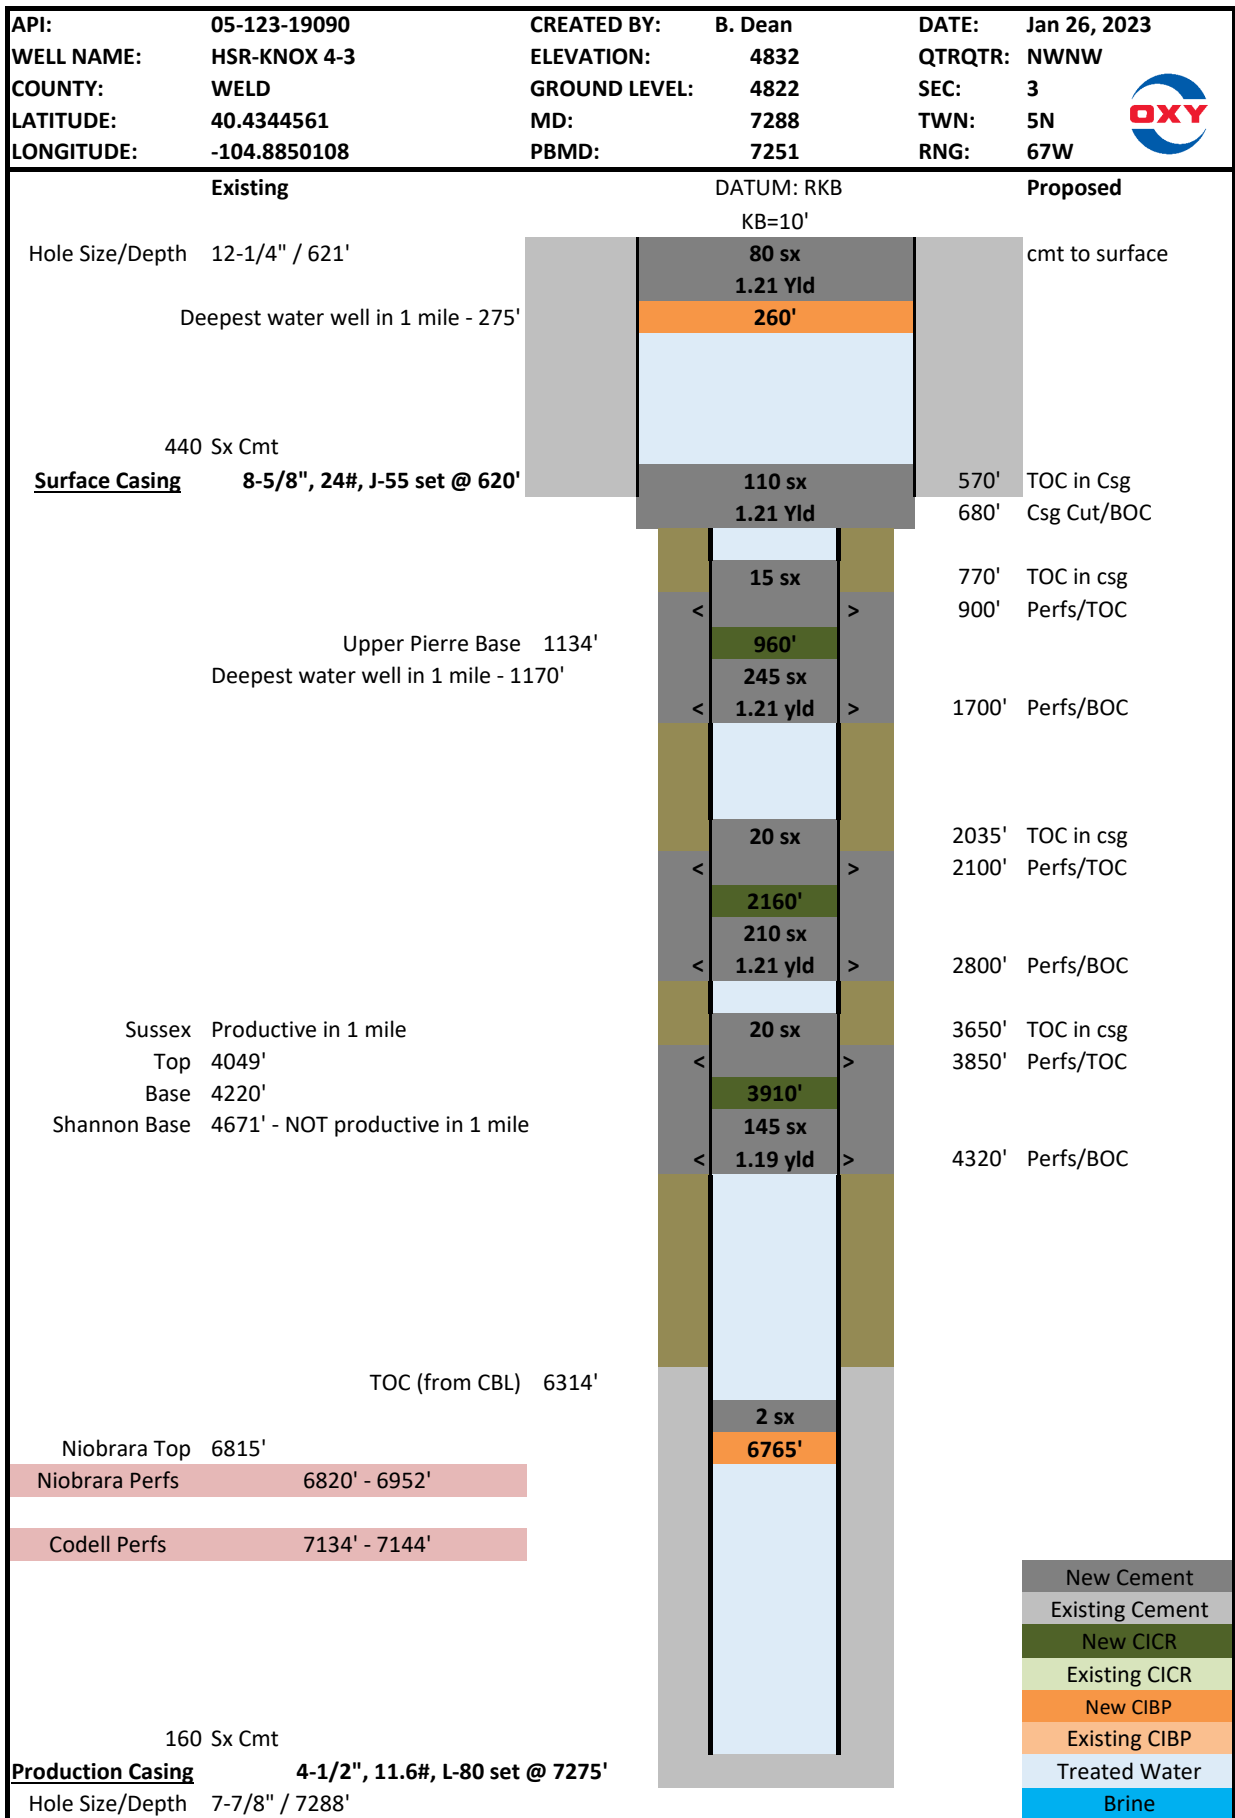 API: 05-123-19090 CREATED BY: B. Dean DATE: Jan 26, 2023
WELL NAME: HSR-KNOX 4-3 ELEVATION: 4832 QTRQTR: NWNW
COUNTY: WELD GROUND LEVEL: 4822 SEC: 3
LATITUDE: 40.4344561 MD: 7288 TWN: 5N
LONGITUDE: -104.8850108 PBMD: 7251 RNG: 67W
OXY
Existing DATUM: RKB Proposed
KB=10'
Hole Size/Depth 12-1/4" / 621' 80 sx cmt to surface
1.21 Yld
Deepest water well in 1 mile - 275' 260'
440 Sx Cmt
Surface Casing 8-5/8", 24#, J-55 set @ 620' 110 sx 570' TOC in Csg
1.21 Yld 680' Csg Cut/BOC
15 sx 770' TOC in csg
< > 900' Perfs/TOC
Upper Pierre Base 1134' 960'
Deepest water well in 1 mile - 1170' 245 sx
< 1.21 yld > 1700' Perfs/BOC
20 sx 2035' TOC in csg
< > 2100' Perfs/TOC
2160'
210 sx
< 1.21 yld > 2800' Perfs/BOC
Sussex Productive in 1 mile 20 sx 3650' TOC in csg
Top 4049' < > 3850' Perfs/TOC
Base 4220' 3910'
Shannon Base 4671' - NOT productive in 1 mile 145 sx
< 1.19 yld > 4320' Perfs/BOC
TOC (from CBL) 6314'
2 sx
Niobrara Top 6815' 6765'
Niobrara Perfs 6820' - 6952'
Codell Perfs 7134' - 7144'
New Cement
Existing Cement
New CICR
Existing CICR
New CIBP
160 Sx Cmt Existing CIBP
Production Casing 4-1/2", 11.6#, L-80 set @ 7275' Treated Water
Hole Size/Depth 7-7/8" / 7288' Brine